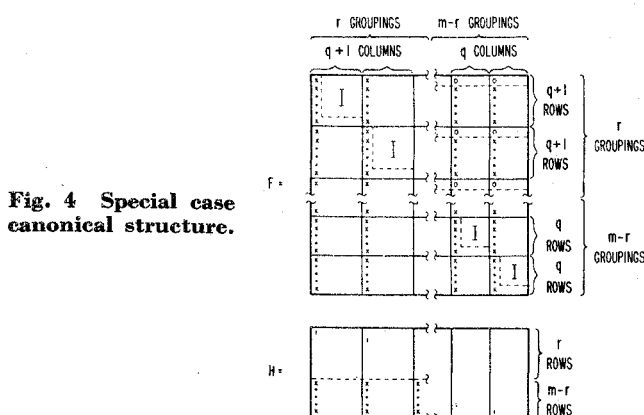 r GROUPINGS m-r GROUPINGS
q+1 COLUMNS q COLUMNS
I
q+1
ROWS
I
q+1
ROWS
r
GROUPINGS
F =
Fig. 4 Special case
canonical structure.
I
q
ROWS
I
q
ROWS
m-r
GROUPINGS
H =
r
ROWS
m-r
ROWS